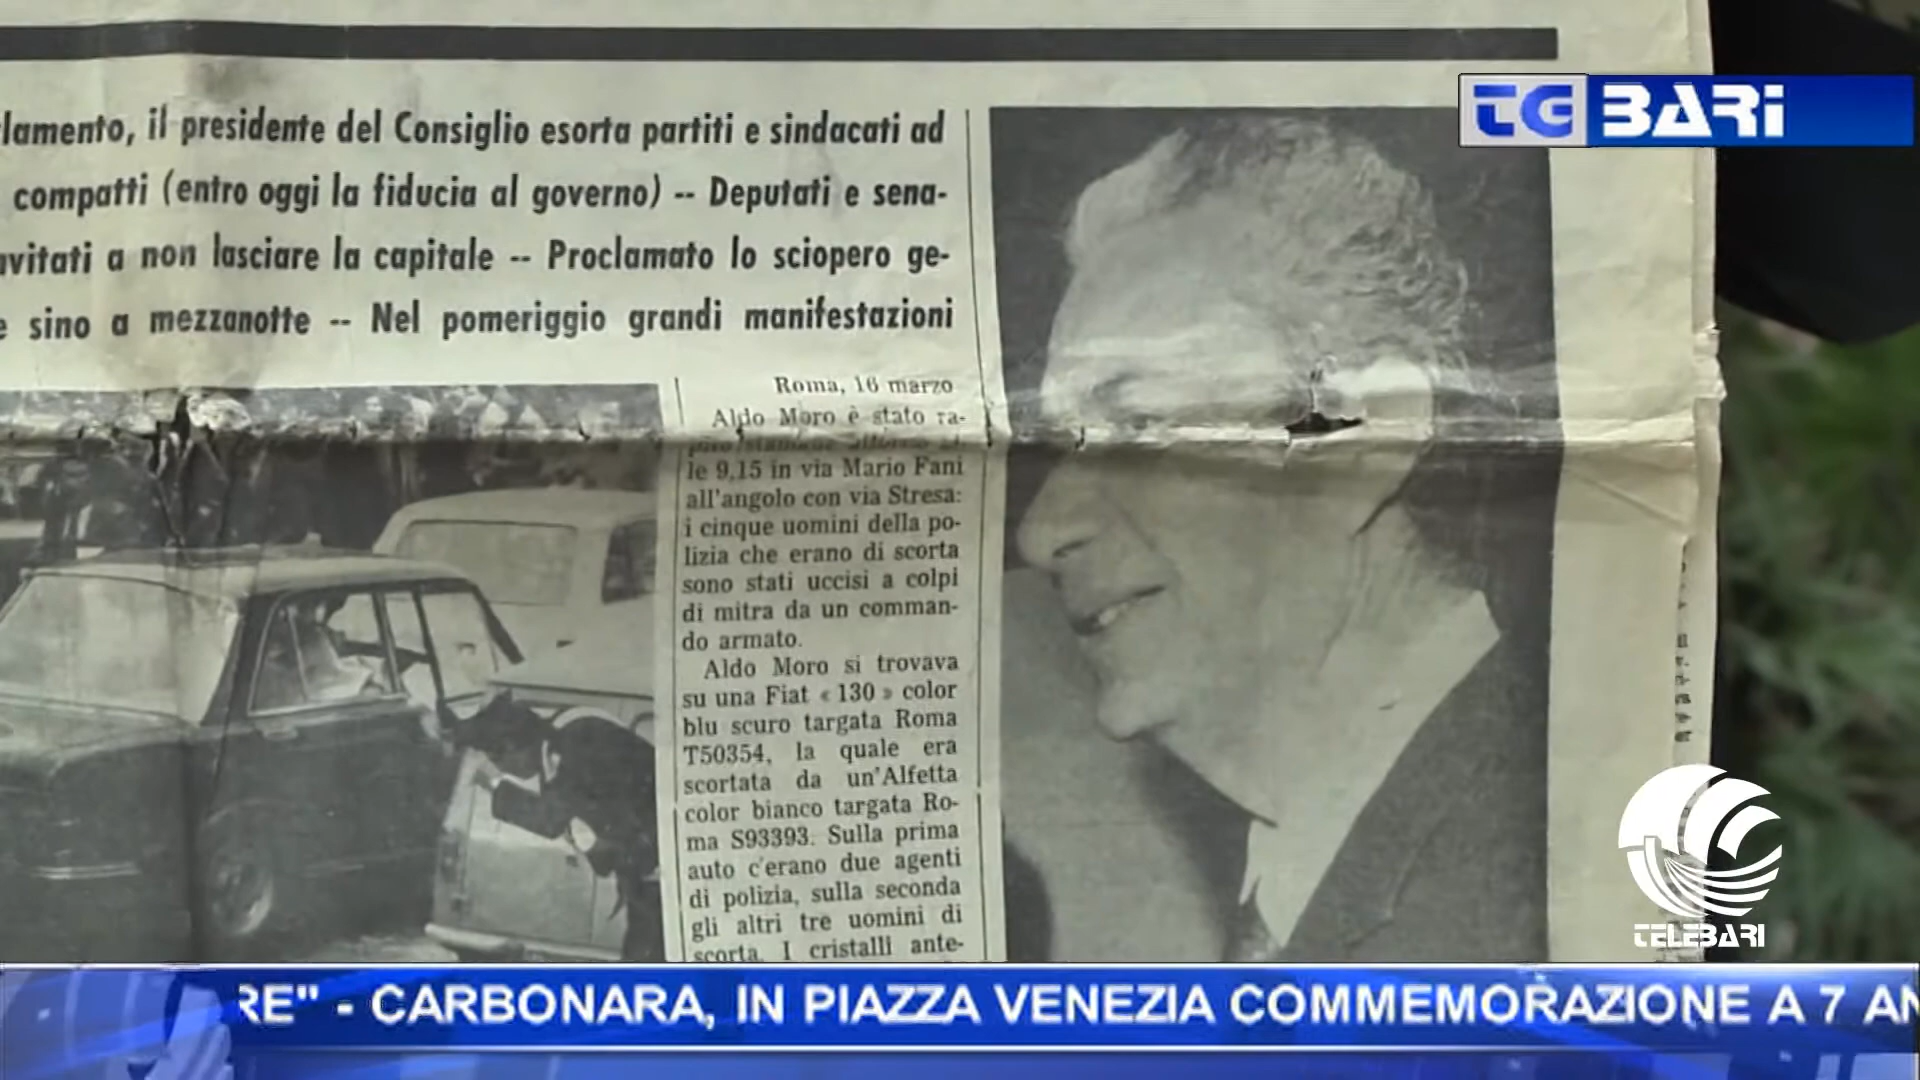 TG BARI
lamento, il presidente del Consiglio esorta partiti e sindacati ad
compatti (entro oggi la fiducia al governo) -- Deputati e sena-
vitati a non lasciare la capitale -- Proclamato lo sciopero ge-
e sino a mezzanotte -- Nel pomeriggio grandi manifestazioni
Roma, 16 marzo
Aldo Moro è stato ra-
le 9,15 in via Mario Fani
all'angolo con via Stresa:
i cinque uomini della po-
lizia che erano di scorta
sono stati uccisi a colpi
di mitra da un comman-
do armato.
Aldo Moro si trovava
su una Fiat « 130 » color
blu scuro targata Roma
T50354, la quale era
scortata da un'Alfetta
color bianco targata Ro-
ma S93393. Sulla prima
auto c'erano due agenti
di polizia, sulla seconda
gli altri tre uomini di
scorta. I cristalli ante-
TELEBARI
RE" - CARBONARA, IN PIAZZA VENEZIA COMMEMORAZIONE A 7 AN